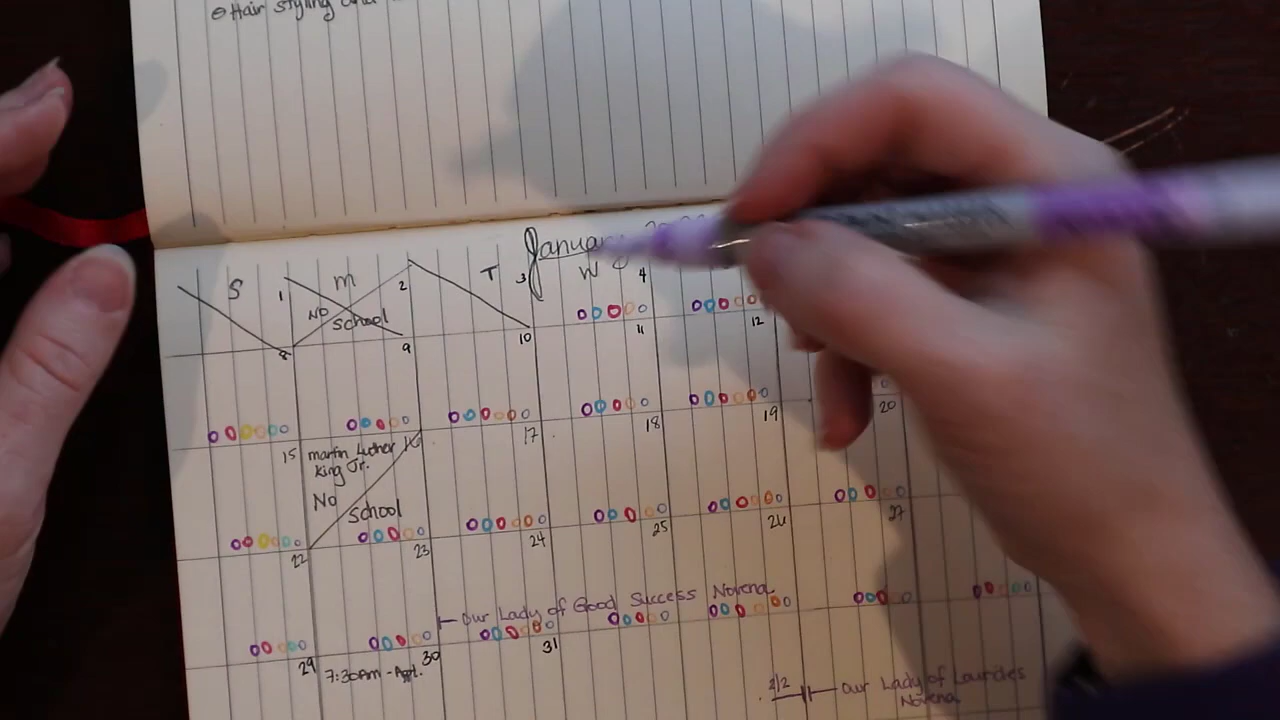 Hair Styling and
January
S M T W
1 2 3 4
No
School
8 9 10 11 12
15 martin Luther 17 18 19 20
King Jr.
No
School
22 23 24 25 26 27
our Lady of Good Success Novena
29 7:30Am - Appt. 30 31
2/2 our Lady of Lourdes
Novena